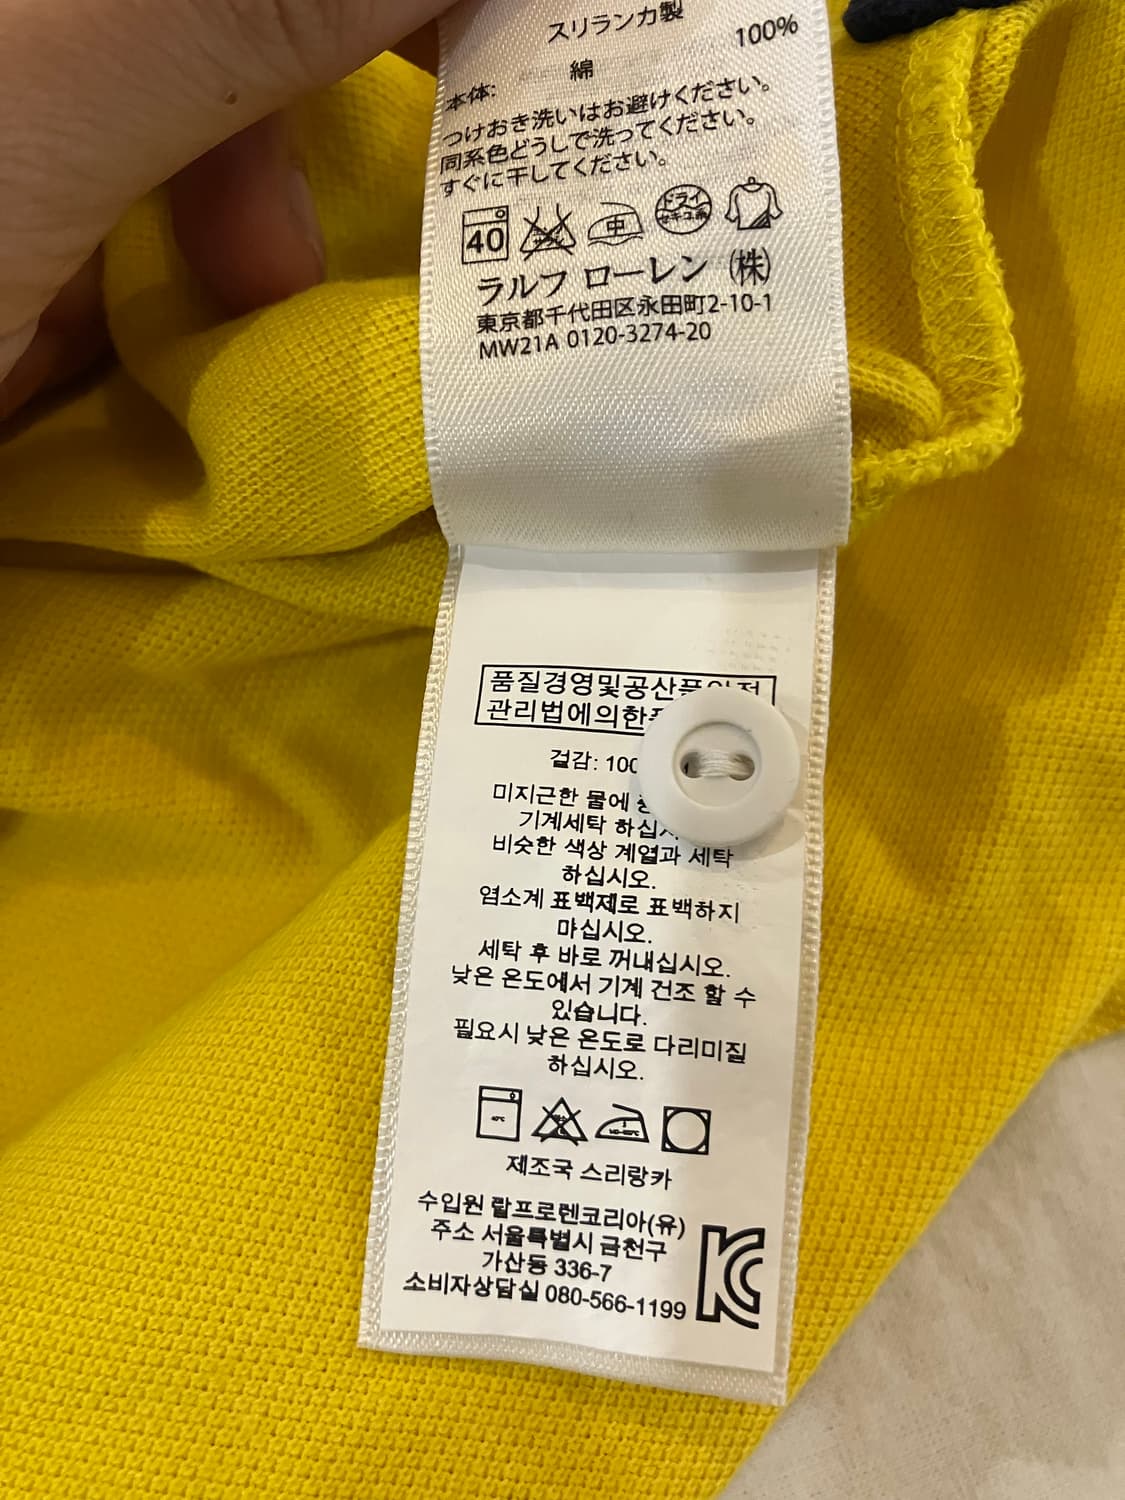 スリランカ製
綿 100%
本体:
つけおき洗いはお避けください。
同系色どうしで洗ってください。
すぐに干してください。
40 中 ドライ
ラルフ ローレン (株)
東京都千代田区永田町2-10-1
MW21A 0120-3274-20
품질경영및공산품안전
관리법에의한
겉감: 100
미지근한 물에
기계세탁 하십시
비슷한 색상 계열과 세탁
하십시오.
염소계 표백제로 표백하지
마십시오.
세탁 후 바로 꺼내십시오.
낮은 온도에서 기계 건조 할 수
있습니다.
필요시 낮은 온도로 다리미질
하십시오.
40℃
제조국 스리랑카
수입원 랄프로렌코리아(유)
주소 서울특별시 금천구
가산동 336-7
소비자상담실 080-566-1199
KC